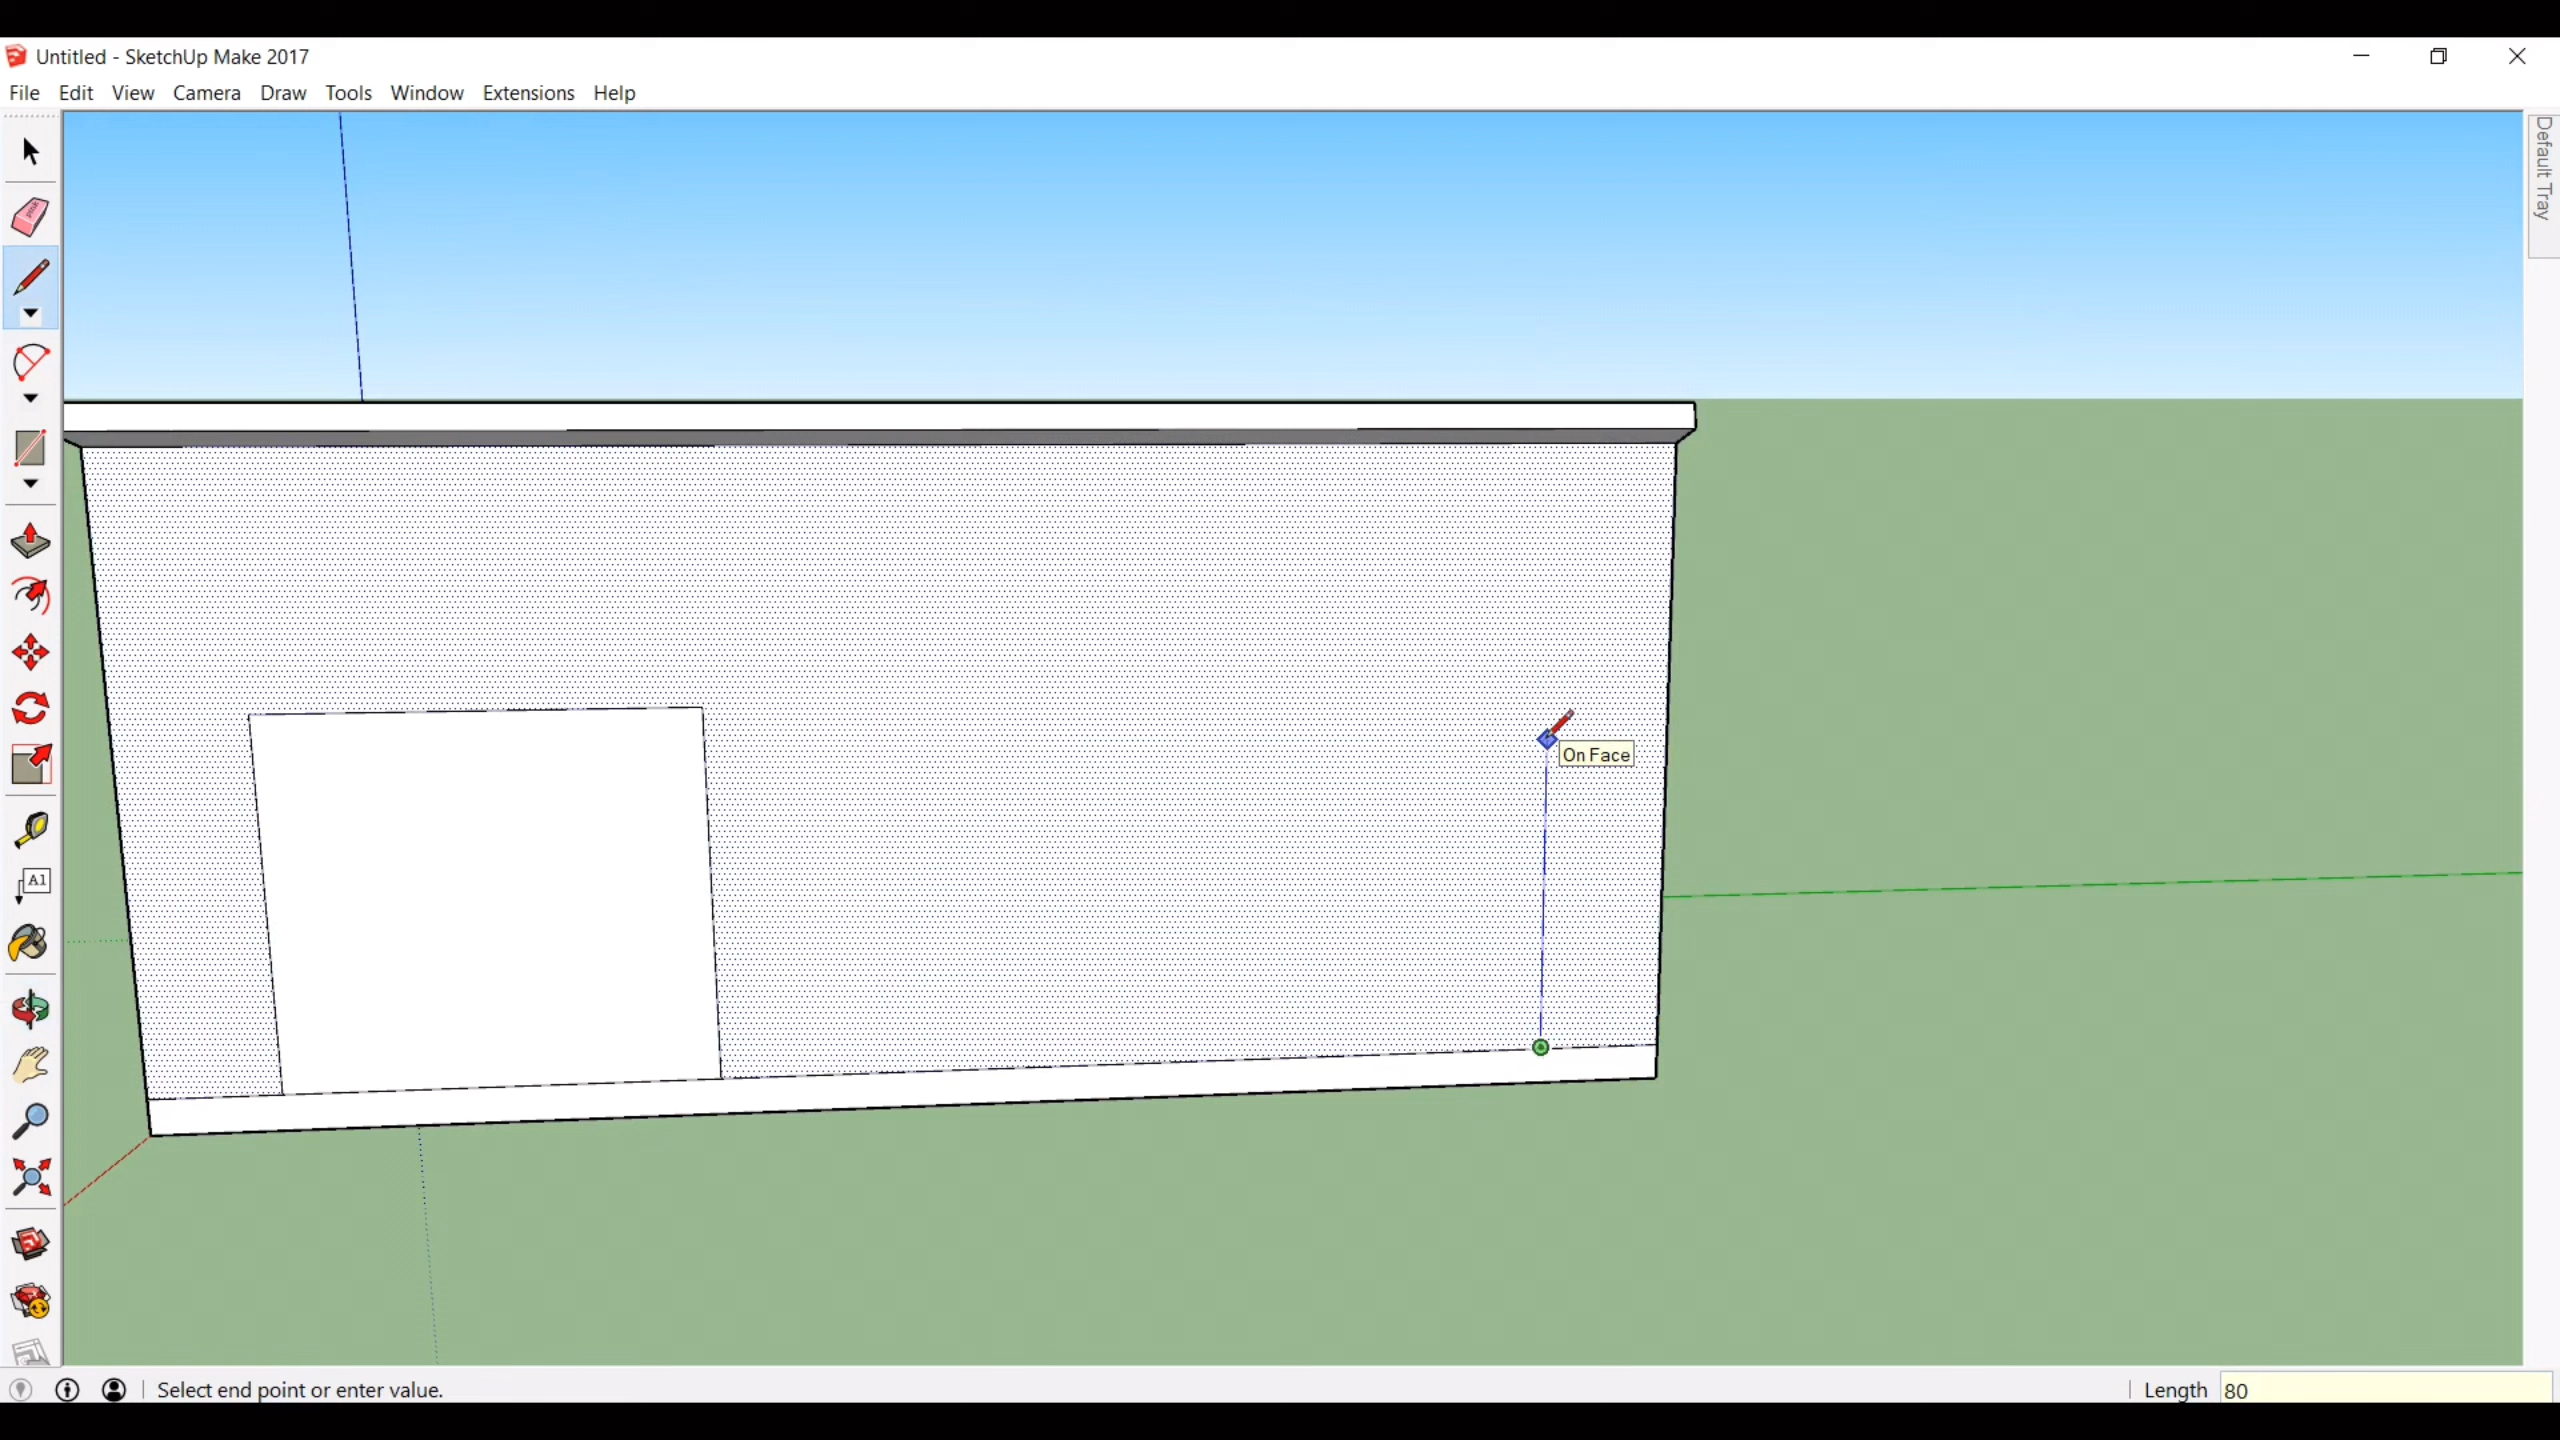 Untitled - SketchUp Make 2017
File Edit View Camera Draw Tools Window Extensions Help
Default Tray
On Face
A1
Select end point or enter value.
Length 80